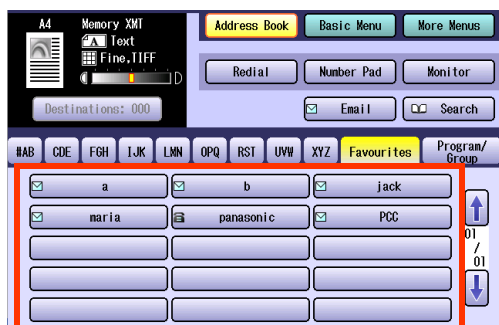 A4 Memory XMT
A Text
Fine,TIFF
D
Destinations: 000
Address Book Basic Menu More Menus
Redial Number Pad Monitor
Email Search
#AB CDE FGH IJK LMN OPQ RST UVW XYZ Favourites Program/
Group
a b jack
maria panasonic PCC
01
/
01